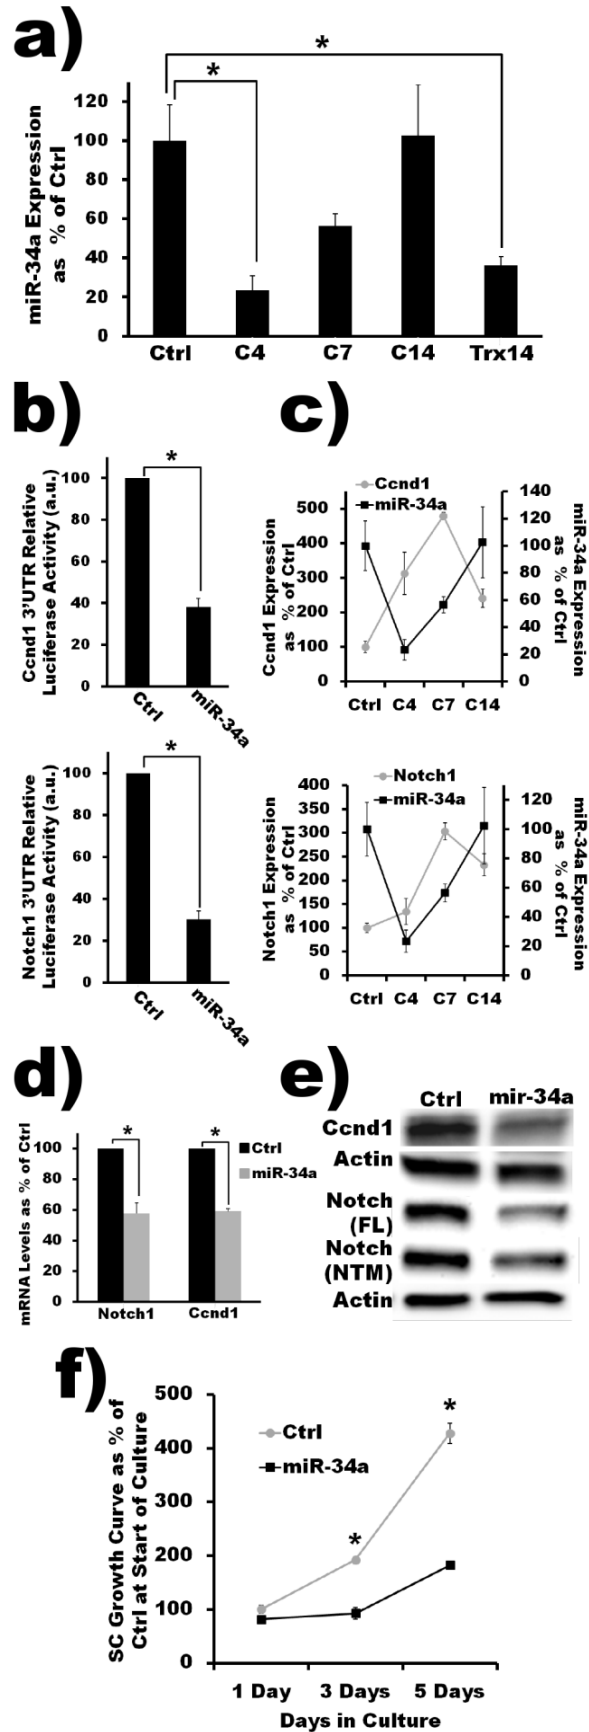 a)
*
*
miR-34a Expression
as % of Ctrl
120
100
80
60
40
20
0
Ctrl C4 C7 C14 Trx14
b)
Ccnd1 3'UTR Relative
Luciferase Activity (a.u.)
100
80
60
40
20
0
*
Ctrl miR-34a
Notch1 3'UTR Relative
Luciferase Activity (a.u.)
100
80
60
40
20
0
*
Ctrl miR-34a
c)
Ccnd1
miR-34a
Ccnd1 Expression
as % of Ctrl
500
400
300
200
100
0
140
120
100
80
60
40
20
0
miR-34a Expression
as % of Ctrl
Ctrl C4 C7 C14
Notch1
miR-34a
Notch1 Expression
as % of Ctrl
400
350
300
250
200
150
100
50
0
120
100
80
60
40
20
0
miR-34a Expression
as % of Ctrl
Ctrl C4 C7 C14
d)
mRNA Levels as % of Ctrl
100
80
60
40
20
0
*
*
Ctrl
miR-34a
Notch1 Ccnd1
e)
Ctrl mir-34a
Ccnd1
Actin
Notch
(FL)
Notch
(NTM)
Actin
f)
SC Growth Curve as % of
Ctrl at Start of Culture
500
400
300
200
100
0
Ctrl
miR-34a
*
*
1 Day 3 Days 5 Days
Days in Culture